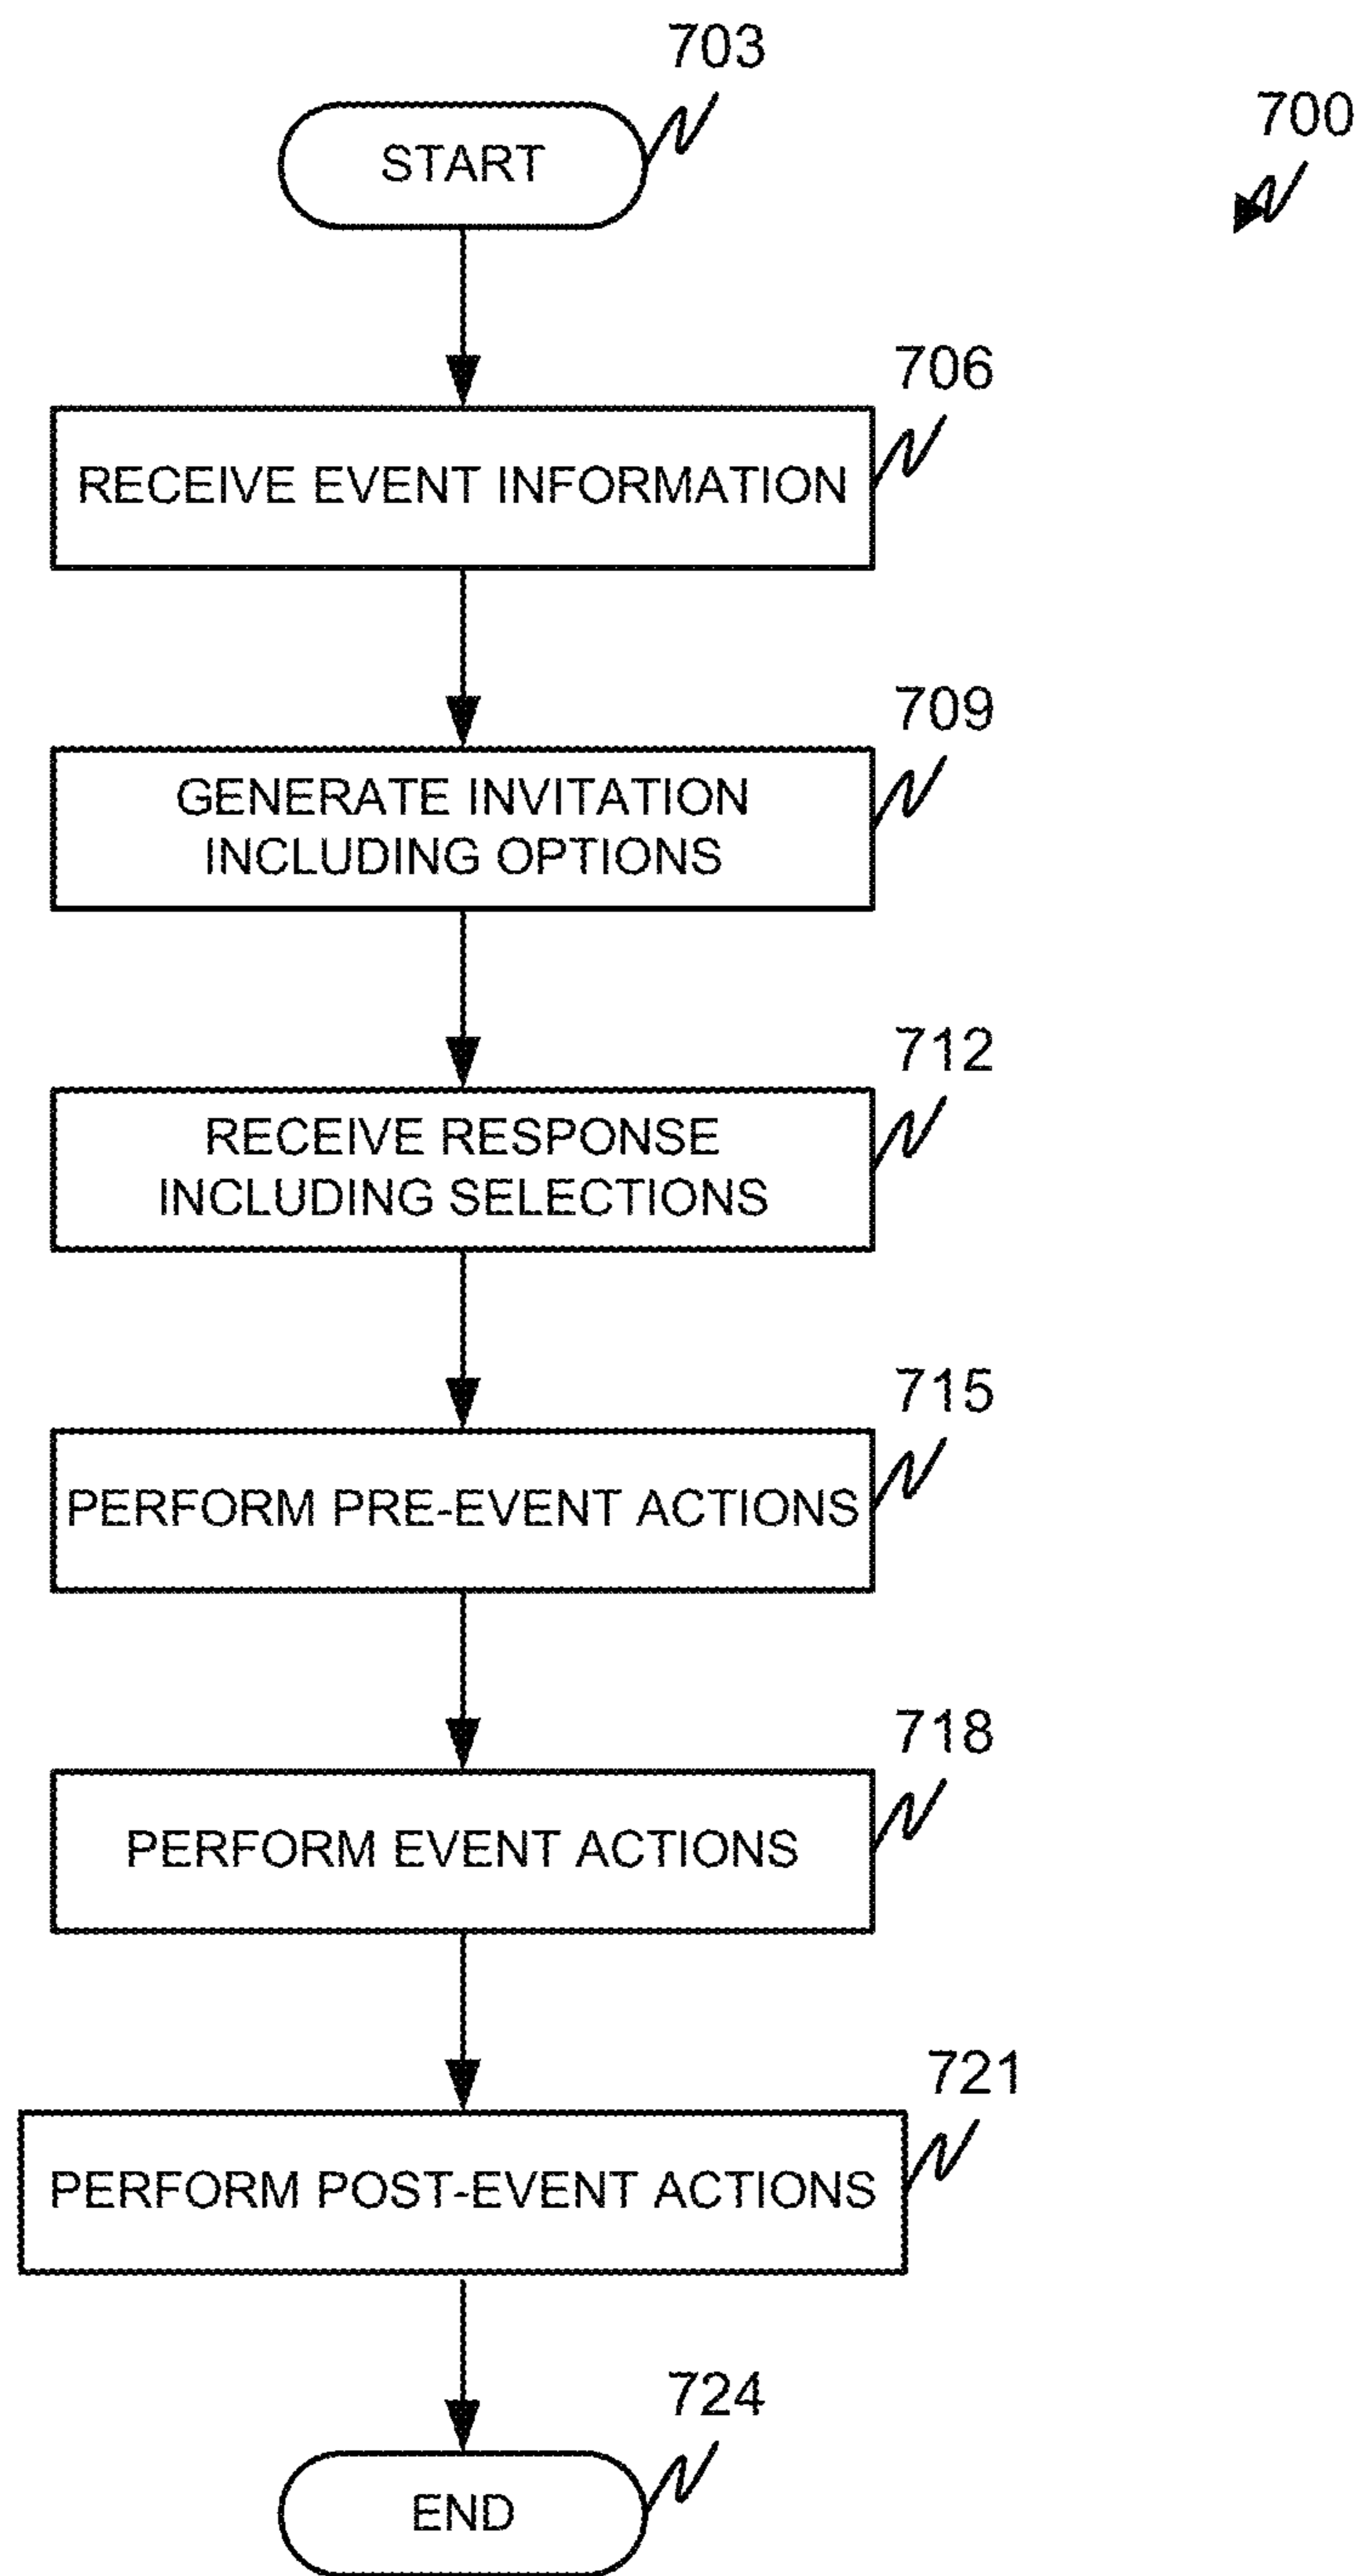 703
700
START
706
RECEIVE EVENT INFORMATION
709
GENERATE INVITATION
INCLUDING OPTIONS
712
RECEIVE RESPONSE
INCLUDING SELECTIONS
715
PERFORM PRE-EVENT ACTIONS
718
PERFORM EVENT ACTIONS
721
PERFORM POST-EVENT ACTIONS
724
END